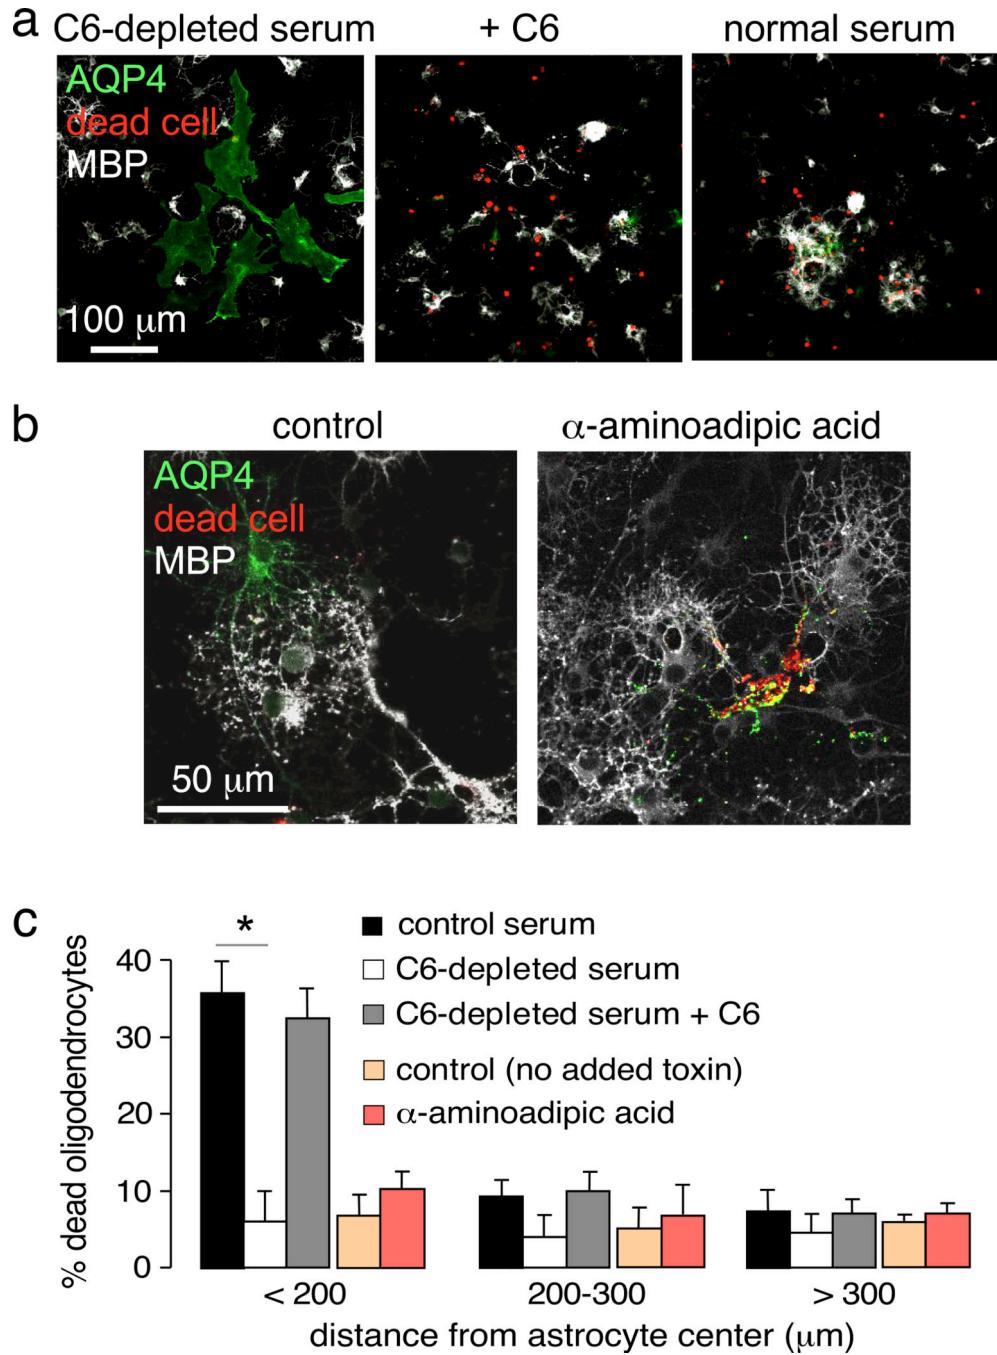 a
C6-depleted serum + C6 normal serum
AQP4
dead cell
MBP
100 μm
b
control α-aminoadipic acid
AQP4
dead cell
MBP
50 μm
c
% dead oligodendrocytes
40
30
20
10
0
*
control serum
C6-depleted serum
C6-depleted serum + C6
control (no added toxin)
α-aminoadipic acid
< 200 200-300 > 300
distance from astrocyte center (μm)